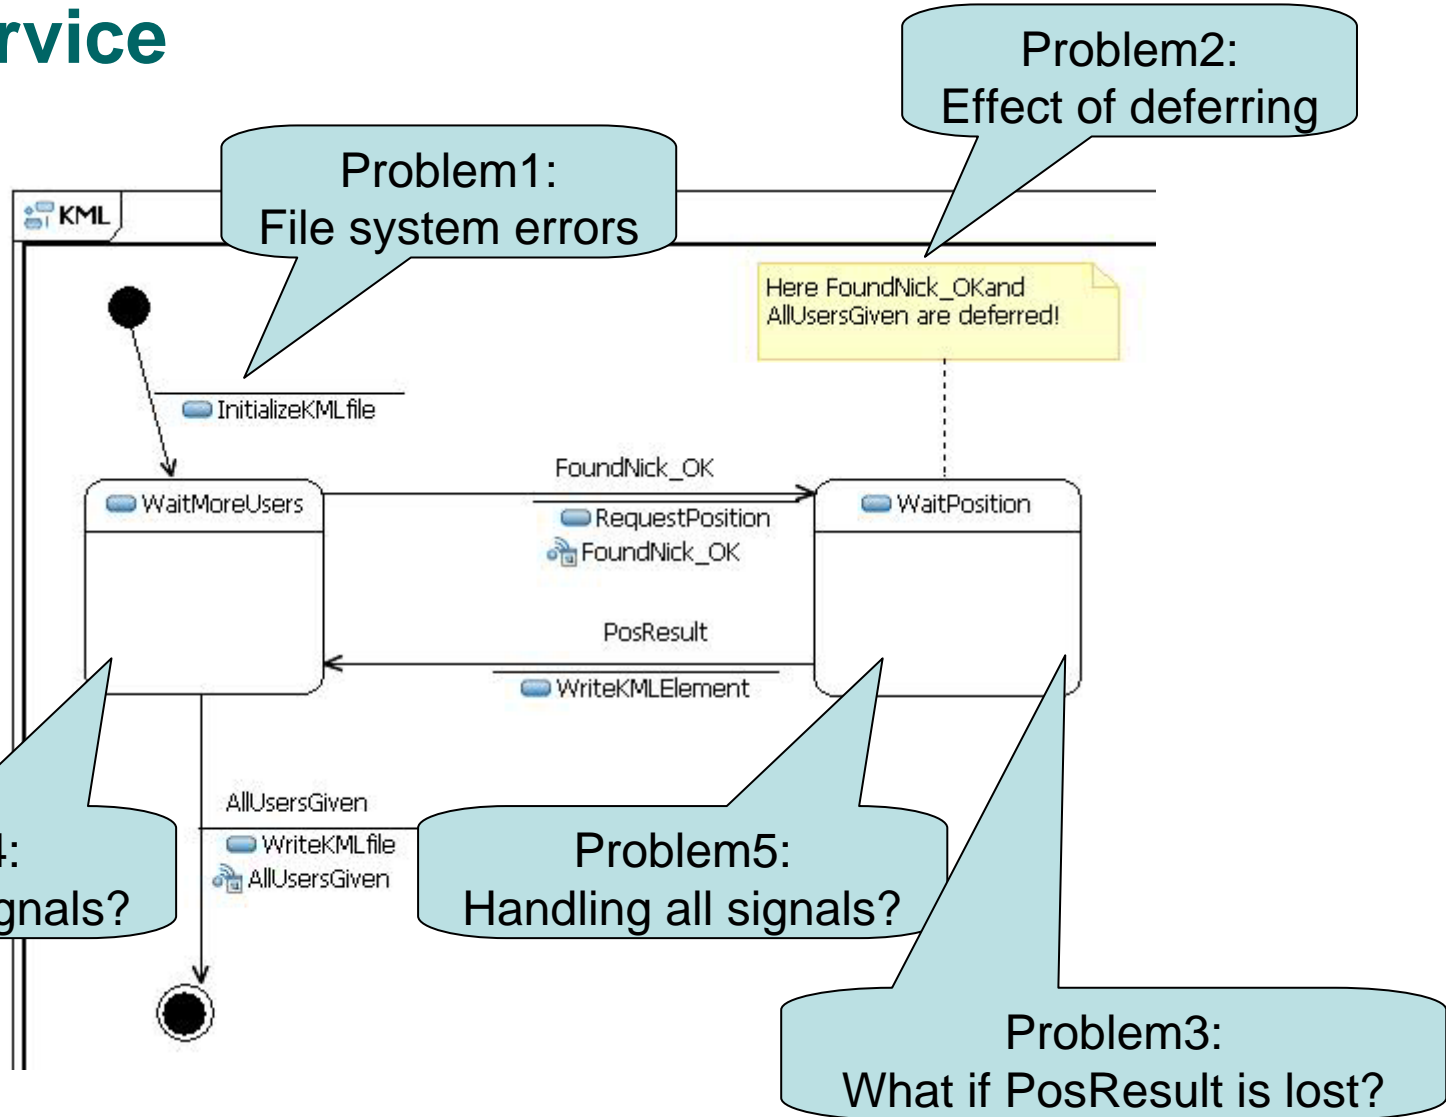 rvice
Problem2:
Effect of deferring
Problem1:
File system errors
KML
Here FoundNick_OKand
AllUsersGiven are deferred!
InitializeKMLfile
FoundNick_OK
WaitMoreUsers
WaitPosition
RequestPosition
FoundNick_OK
PosResult
WriteKMLElement
AllUsersGiven
WriteKMLfile
AllUsersGiven
4:
gnals?
Problem5:
Handling all signals?
Problem3:
What if PosResult is lost?